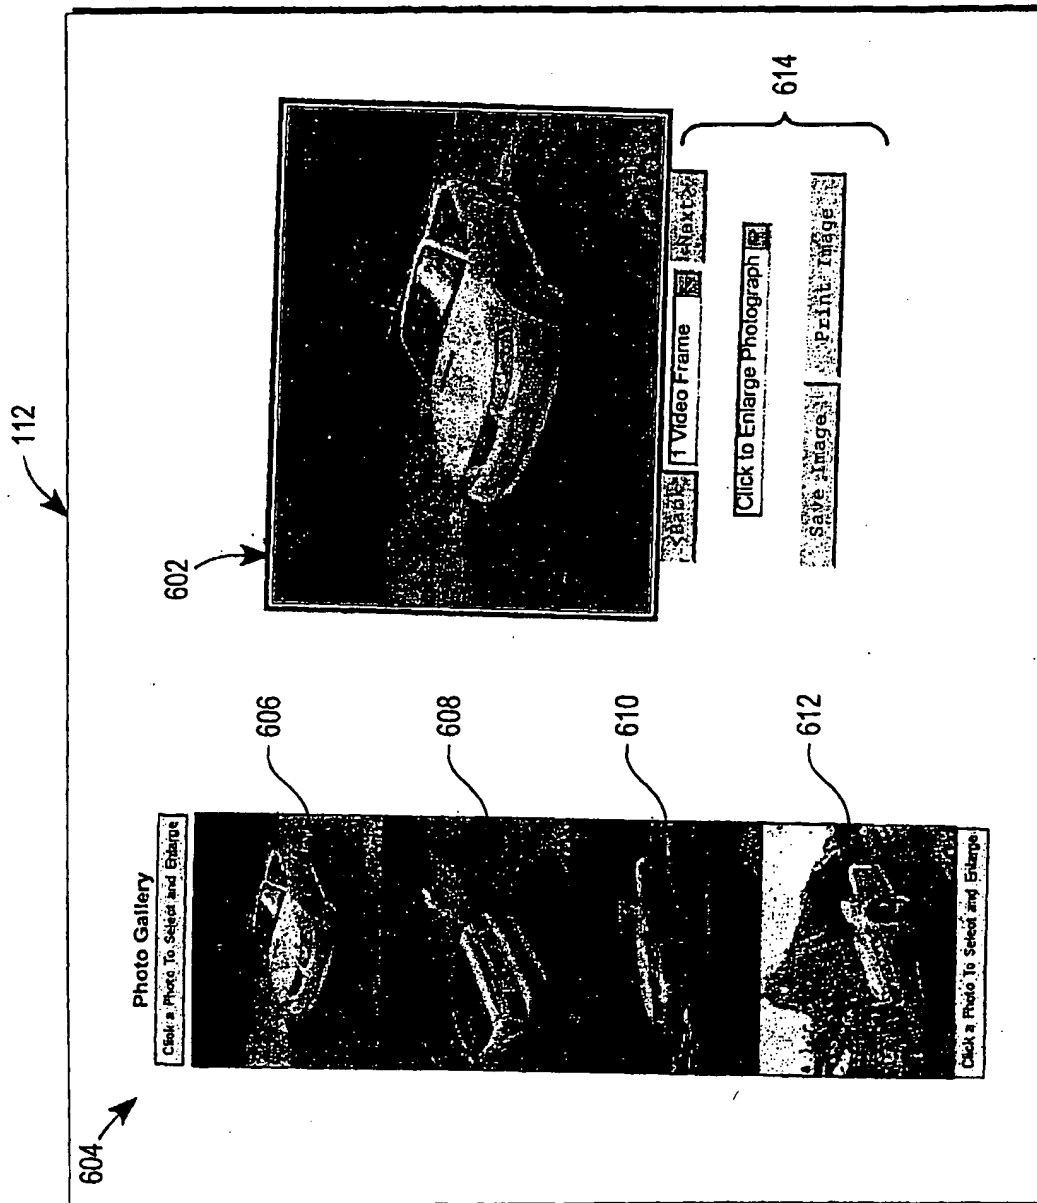 112
604
Photo Gallery
Click a Photo To Select and Enlarge
606
608
610
612
Click a Photo To Select and Enlarge
602
<Back
1 Video Frame
Next>
Click to Enlarge Photograph
Save Image
Print Image
614